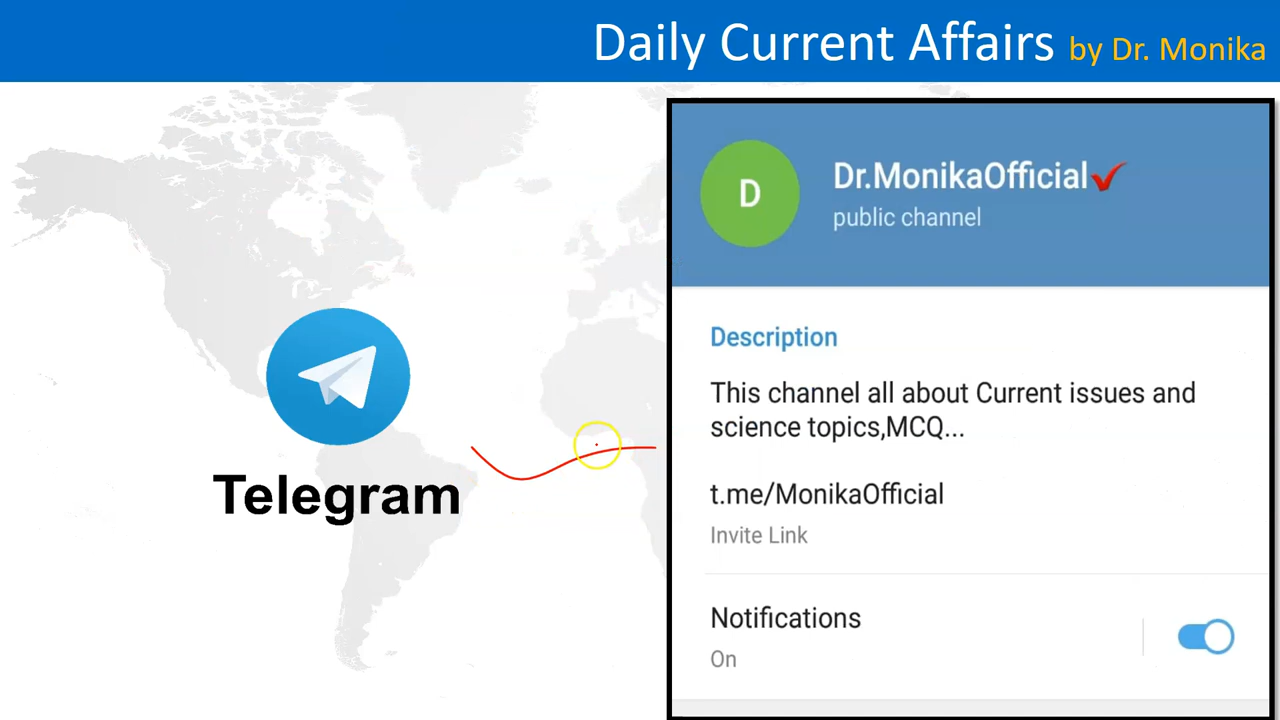 Daily Current Affairs by Dr. Monika
D
Dr.MonikaOfficial
public channel
Description
This channel all about Current issues and
science topics,MCQ...
t.me/MonikaOfficial
Invite Link
Notifications
On
Telegram